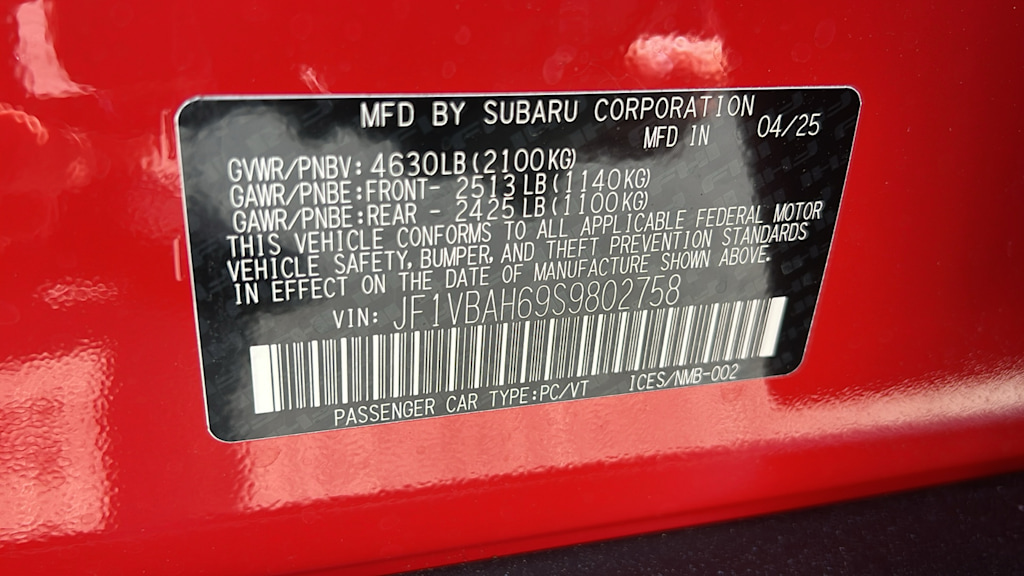 MFD BY SUBARU CORPORATION
MFD IN 04/25
GVWR/PNBV: 4630LB(2100KG)
GAWR/PNBE:FRONT- 2513LB(1140KG)
GAWR/PNBE:REAR - 2425LB(1100KG)
THIS VEHICLE CONFORMS TO ALL APPLICABLE FEDERAL MOTOR
VEHICLE SAFETY, BUMPER, AND THEFT PREVENTION STANDARDS
IN EFFECT ON THE DATE OF MANUFACTURE SHOWN ABOVE.
VIN: JF1VBAH69S9802758
PASSENGER CAR TYPE:PC/VT ICES/NMB-002